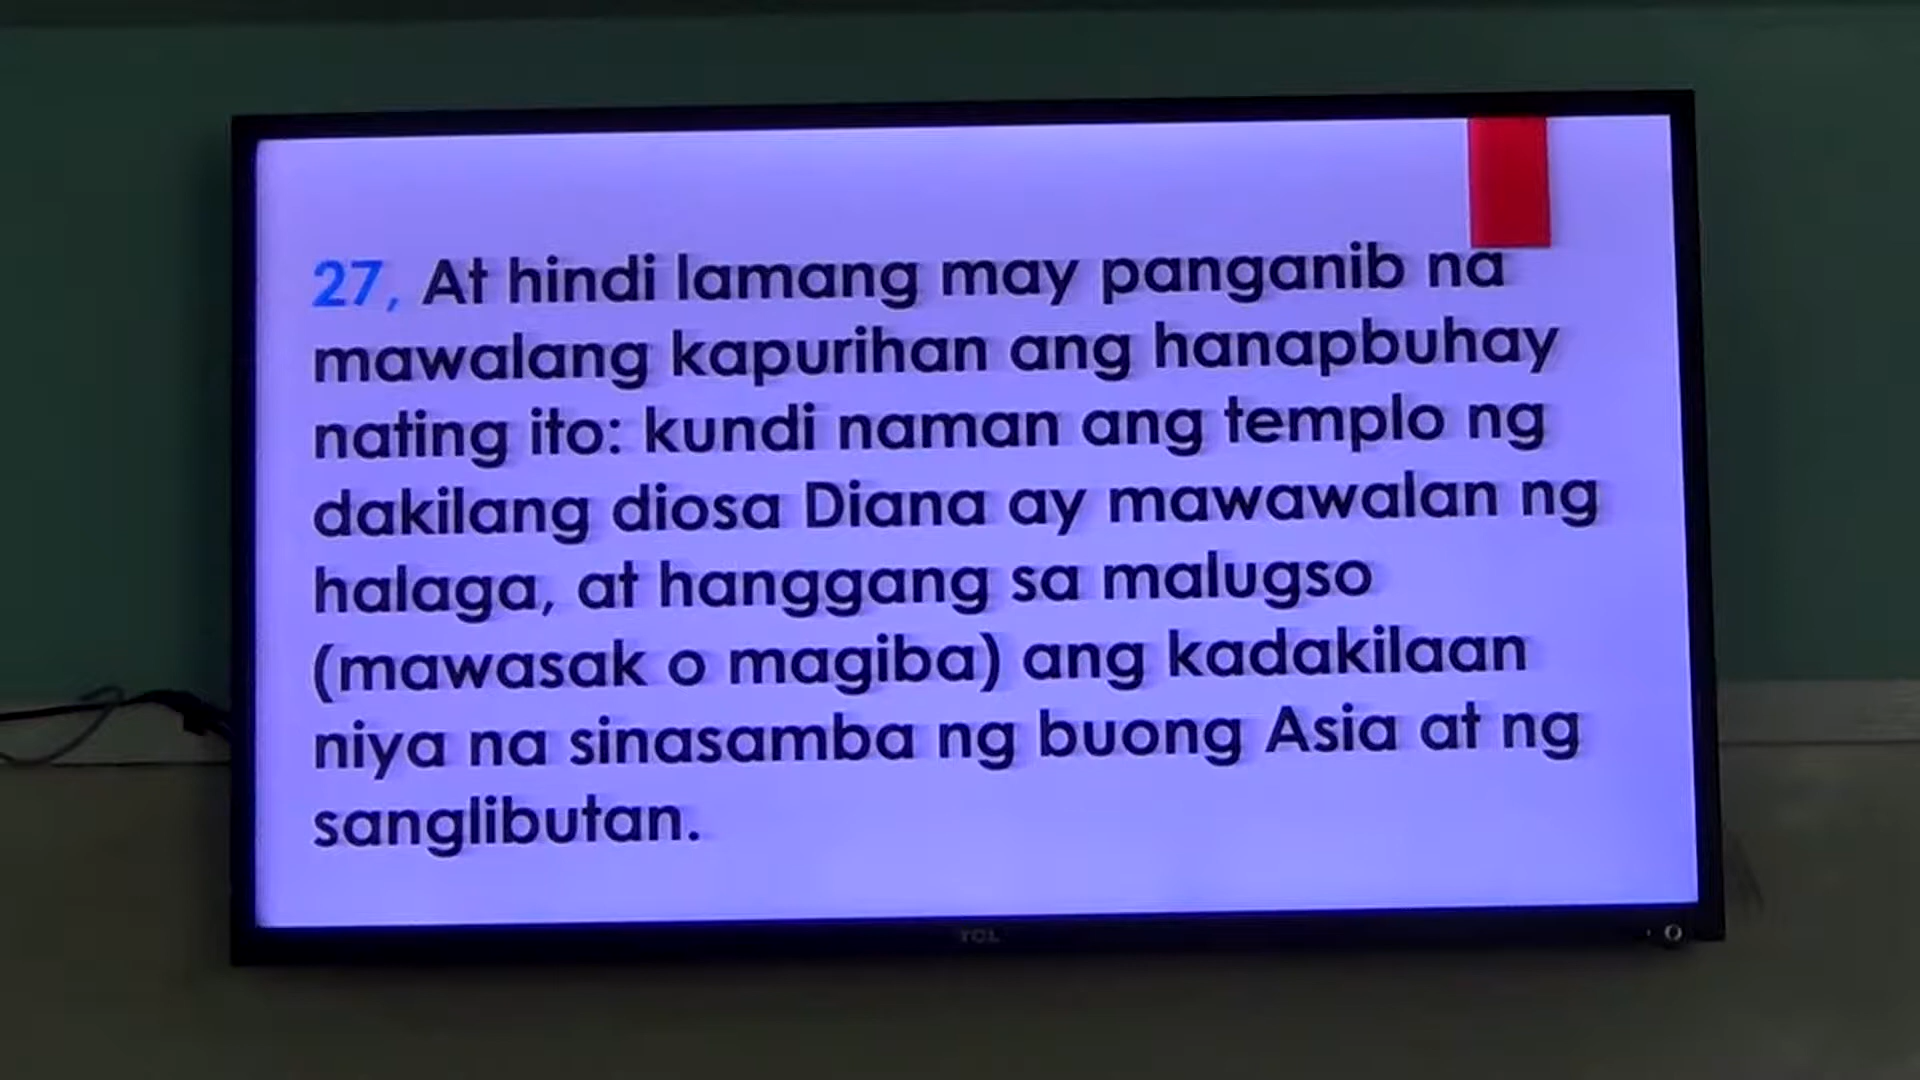 27, At hindi lamang may panganib na
mawalang kapurihan ang hanapbuhay
nating ito: kundi naman ang templo ng
dakilang diosa Diana ay mawawalan ng
halaga, at hanggang sa malugso
(mawasak o magiba) ang kadakilaan
niya na sinasamba ng buong Asia at ng
sanglibutan.
TCL